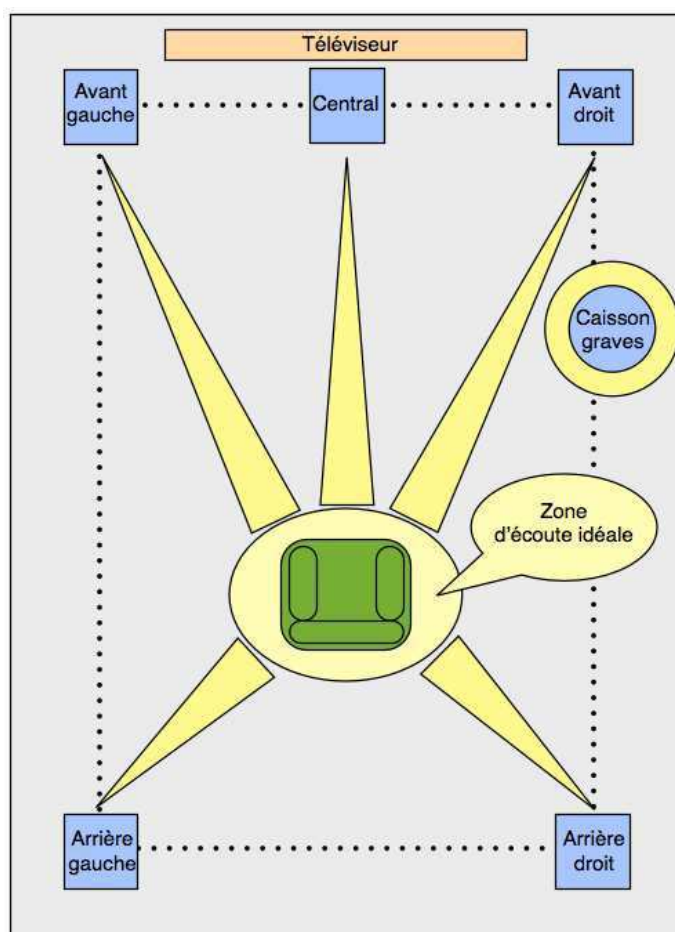 Téléviseur
Avant
gauche
Central
Avant
droit
Caisson
graves
Zone
d'écoute idéale
Arrière
gauche
Arrière
droit